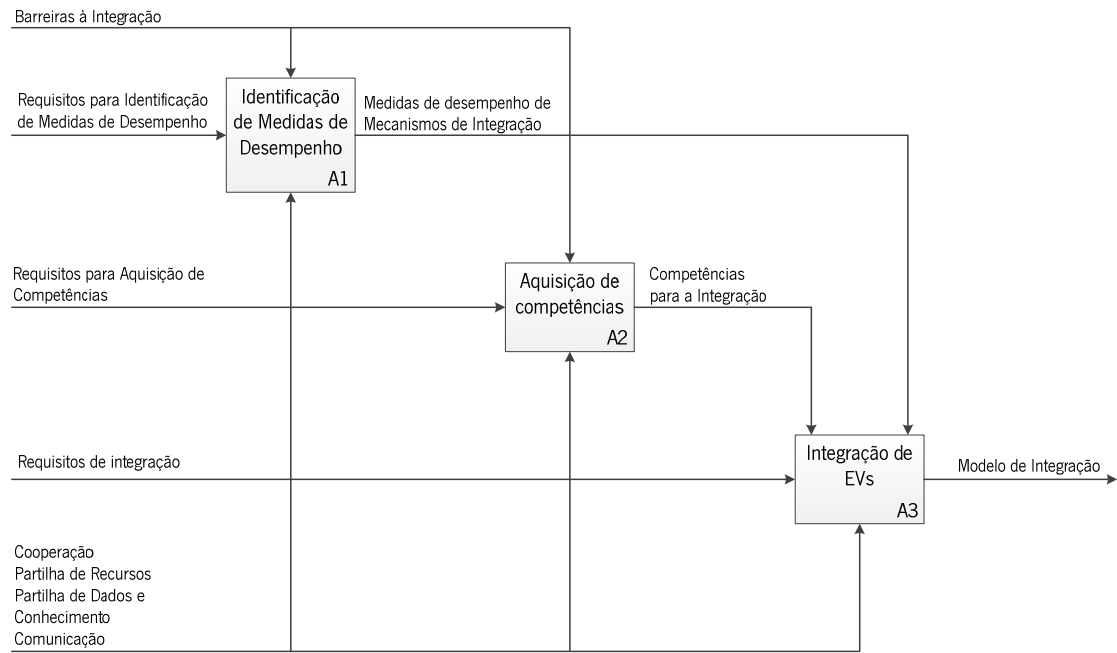 Barreiras à Integração
Requisitos para Identificação
de Medidas de Desempenho
Identificação
de Medidas de
Desempenho
A1
Medidas de desempenho de
Mecanismos de Integração
Requisitos para Aquisição de
Competências
Aquisição de
competências
A2
Competências
para a Integração
Requisitos de integração
Integração de
EVs
A3
Modelo de Integração
Cooperação
Partilha de Recursos
Partilha de Dados e
Conhecimento
Comunicação